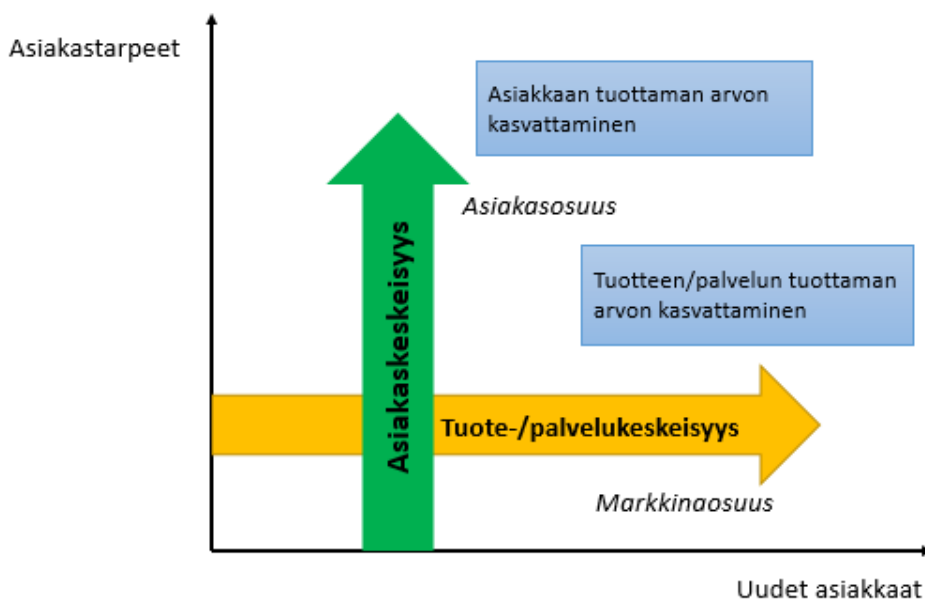 Asiakastarpeet
Asiakkaan tuottaman arvon
kasvattaminen
Asiakasosuus
Asiakaskeskeisyys
Tuotteen/palvelun tuottaman
arvon kasvattaminen
Tuote-/palvelukeskeisyys
Markkinaosuus
Uudet asiakkaat